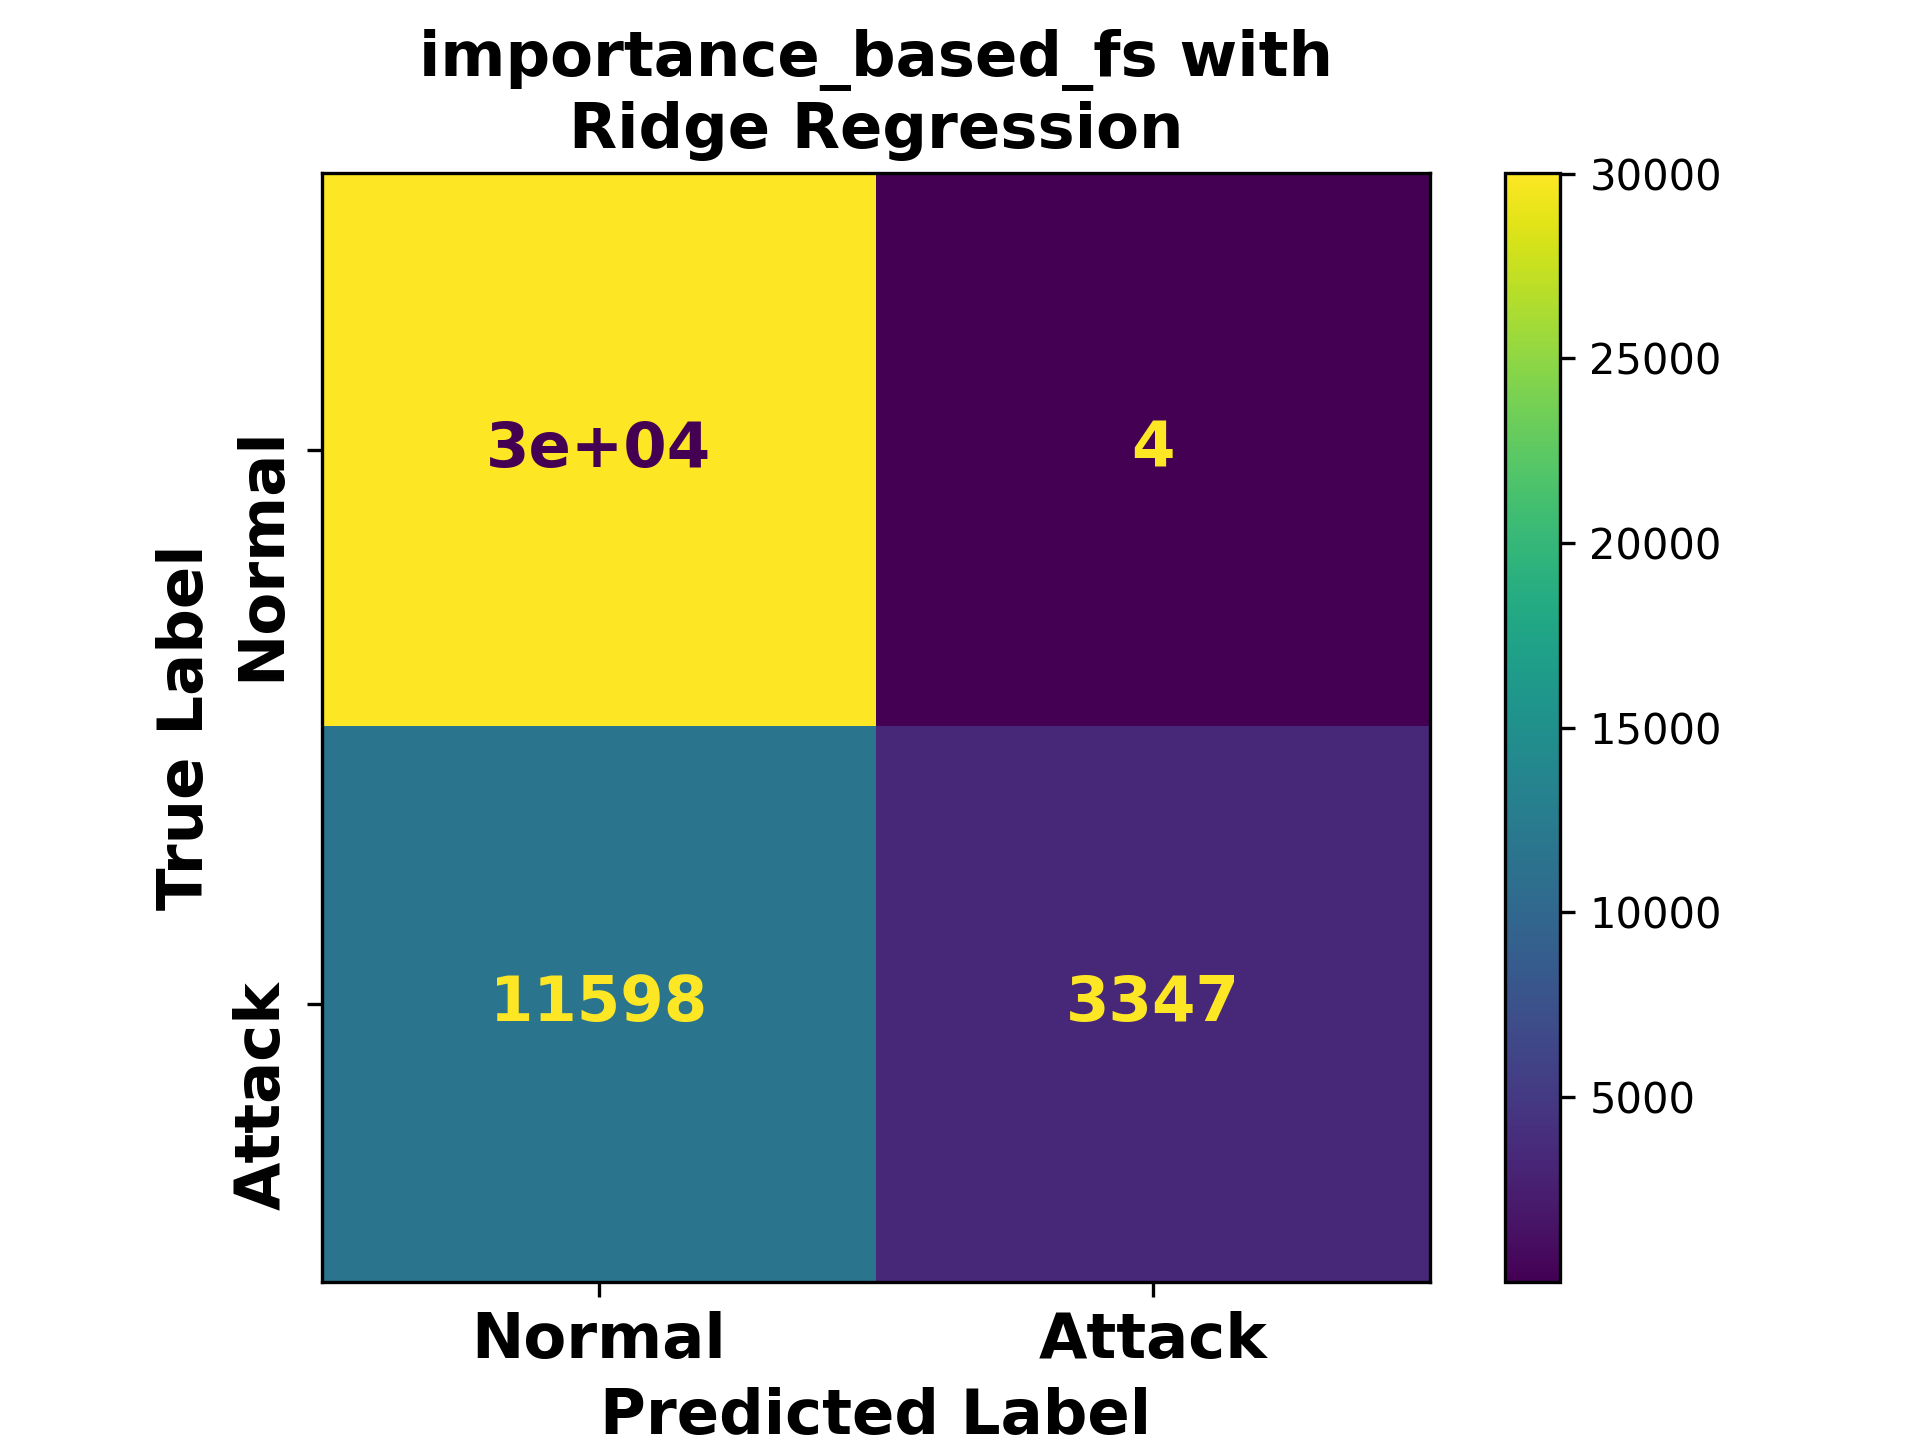 importance_based_fs with
Ridge Regression
True Label
Normal
Attack
3e+04
4
11598
3347
Normal
Attack
Predicted Label
30000
25000
20000
15000
10000
5000